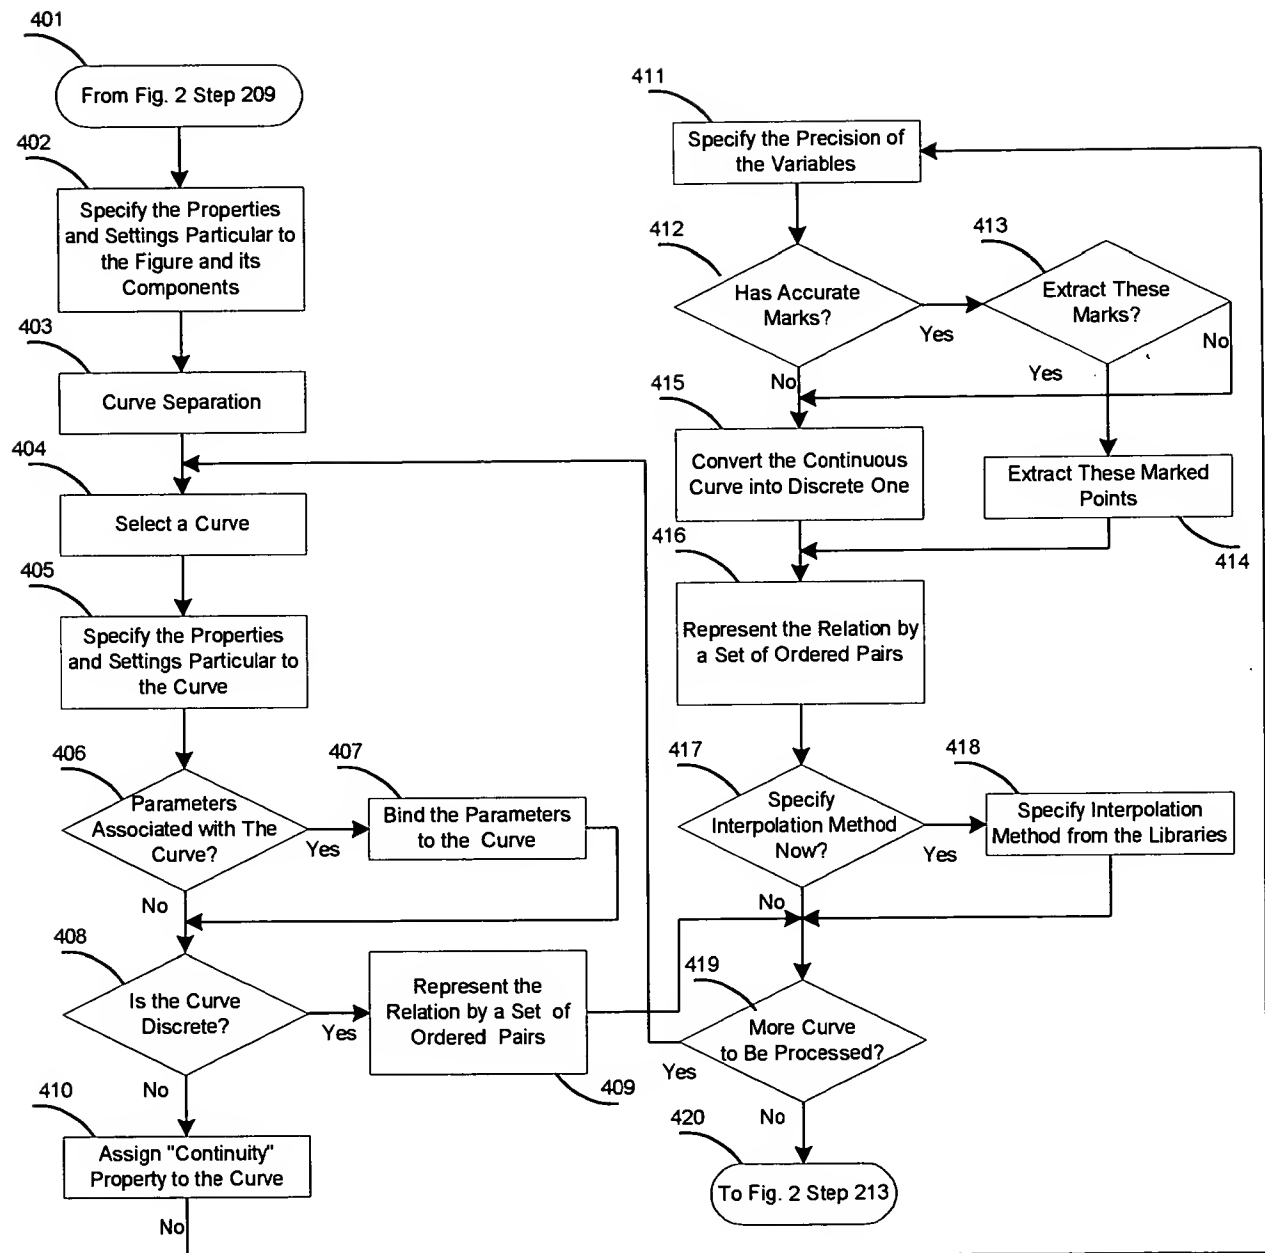 401
From Fig. 2 Step 209
402
Specify the Properties
and Settings Particular to
the Figure and its
Components
403
Curve Separation
404
Select a Curve
405
Specify the Properties
and Settings Particular to
the Curve
406
Parameters
Associated with The
Curve?
Yes
No
407
Bind the Parameters
to the Curve
408
Is the Curve
Discrete?
Yes
No
Represent the
Relation by a Set of
Ordered Pairs
409
410
Assign "Continuity"
Property to the Curve
No
411
Specify the Precision of
the Variables
412
Has Accurate
Marks?
Yes
No
413
Extract These
Marks?
No
Yes
415
Convert the Continuous
Curve into Discrete One
Extract These Marked
Points
414
416
Represent the Relation by
a Set of Ordered Pairs
417
Specify
Interpolation Method
Now?
Yes
No
418
Specify Interpolation
Method from the Libraries
419
More Curve
to Be Processed?
Yes
No
420
To Fig. 2 Step 213